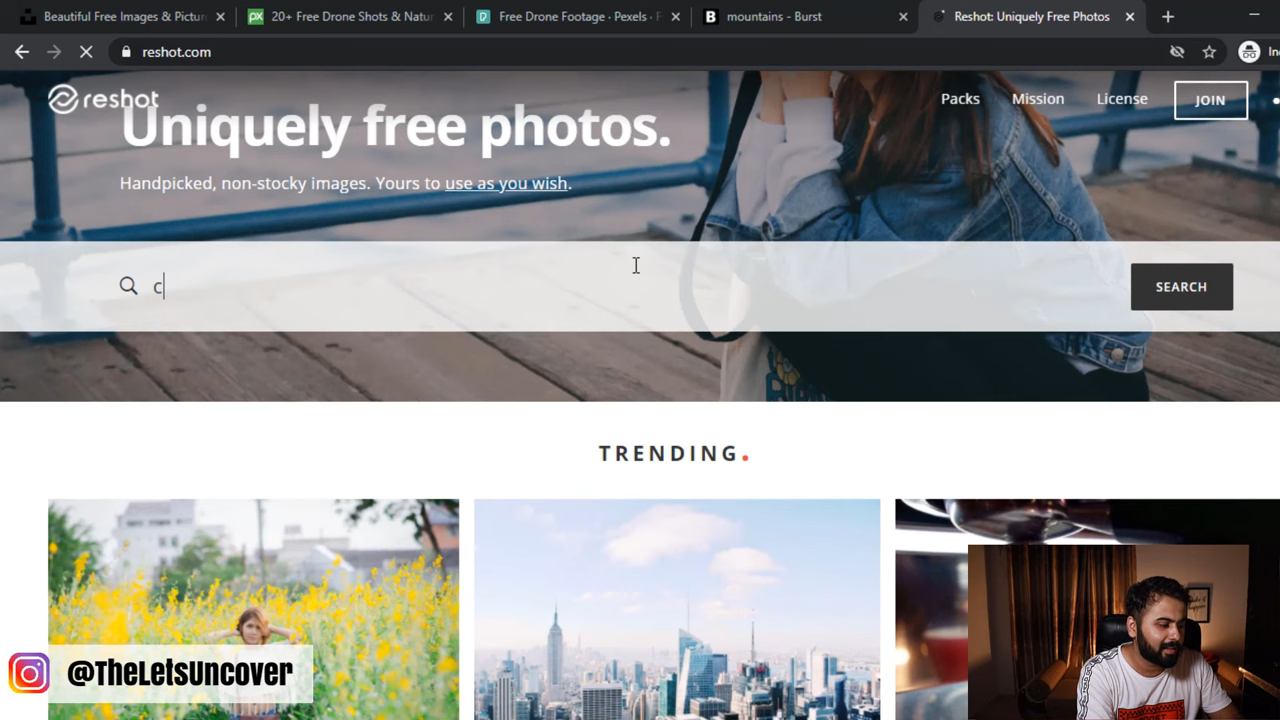 Beautiful Free Images & Pictur
px 20+ Free Drone Shots & Natur
Free Drone Footage · Pexels · F
B mountains - Burst
Reshot: Uniquely Free Photos
reshot.com
In
reshot
Packs
Mission
License
JOIN
Uniquely free photos.
Handpicked, non-stocky images. Yours to use as you wish.
c
SEARCH
TRENDING.
@TheLetsUncover